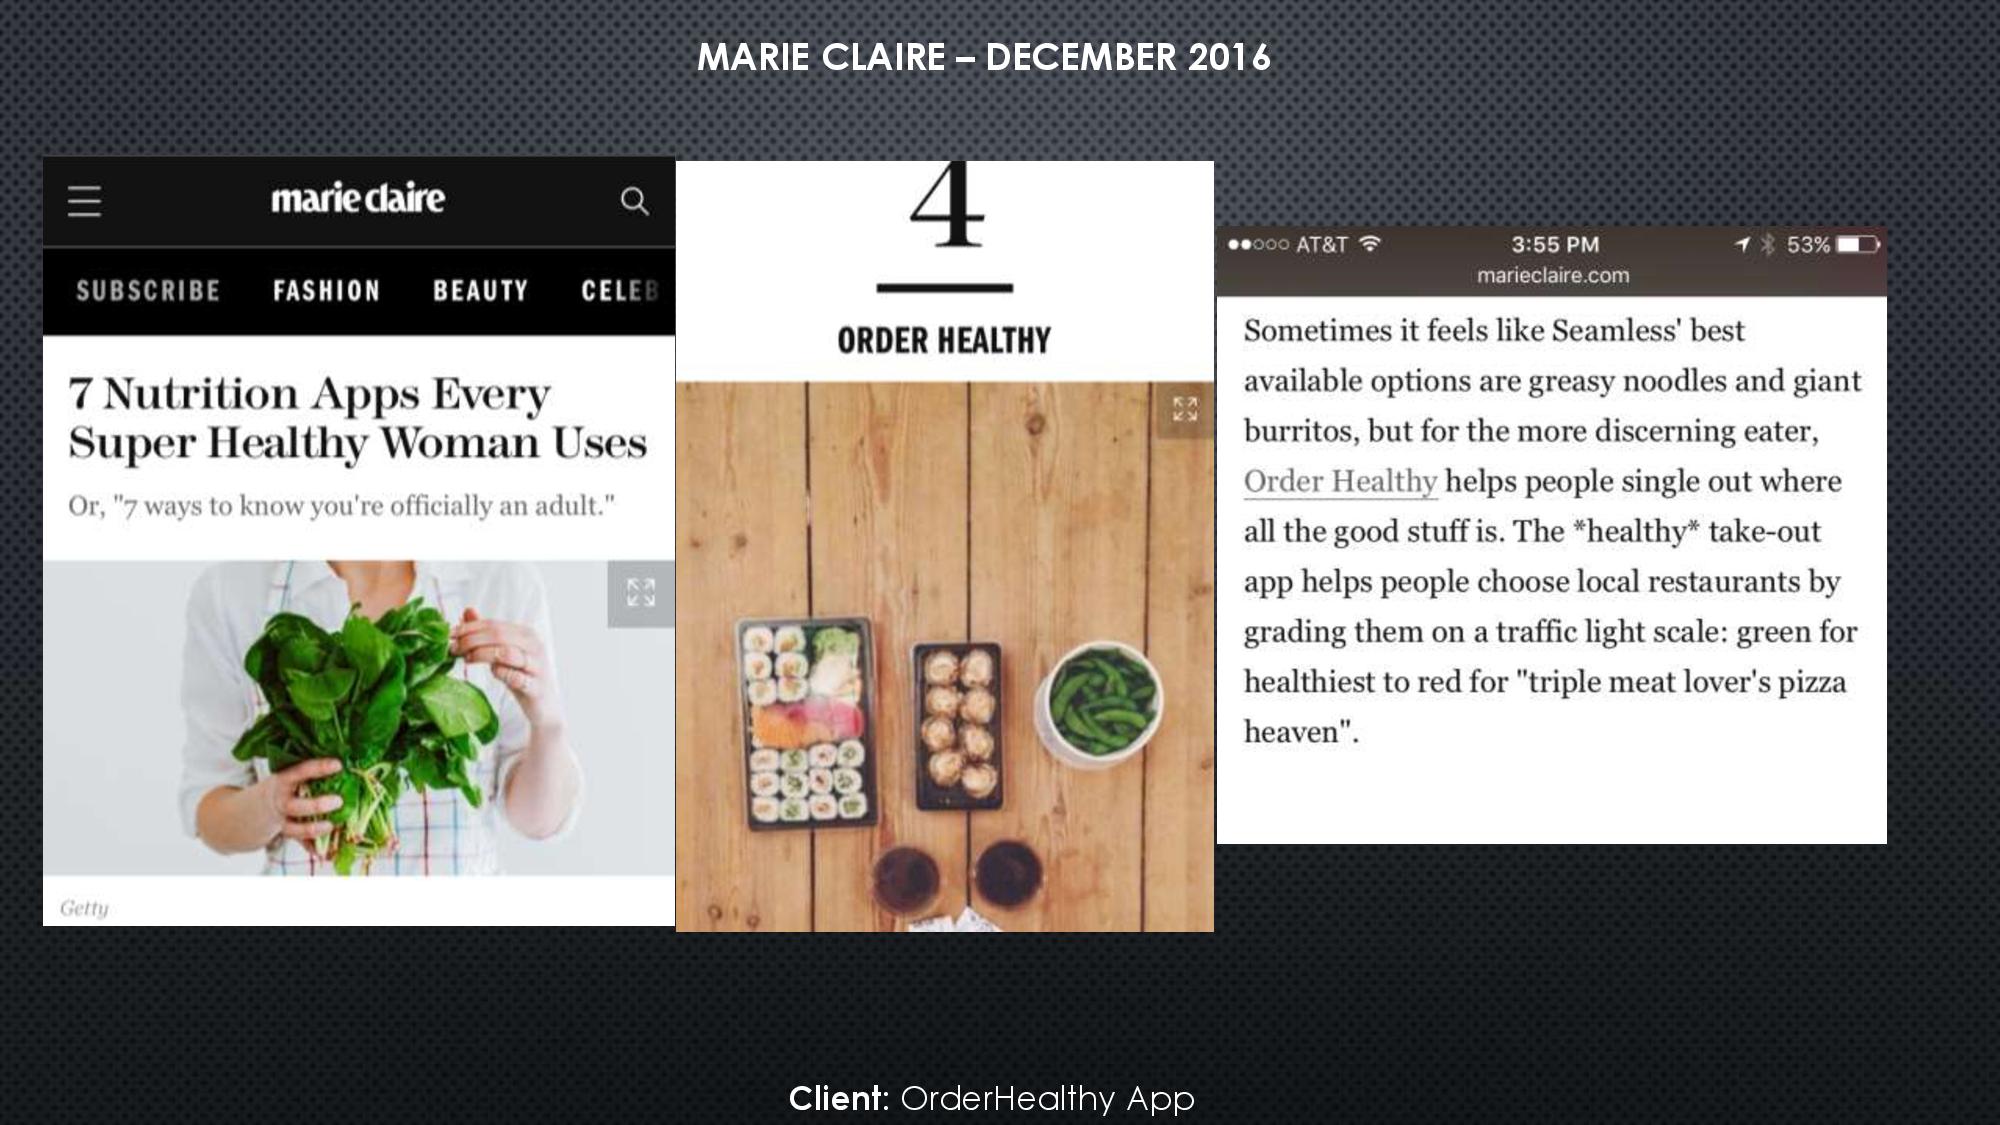 MARIE CLAIRE – DECEMBER 2016
marie claire
SUBSCRIBE FASHION BEAUTY CELEB
7 Nutrition Apps Every
Super Healthy Woman Uses
Or, "7 ways to know you're officially an adult."
Getty
4
ORDER HEALTHY
AT&T 3:55 PM 53%
marieclaire.com
Sometimes it feels like Seamless' best
available options are greasy noodles and giant
burritos, but for the more discerning eater,
Order Healthy helps people single out where
all the good stuff is. The *healthy* take-out
app helps people choose local restaurants by
grading them on a traffic light scale: green for
healthiest to red for "triple meat lover's pizza
heaven".
Client: OrderHealthy App